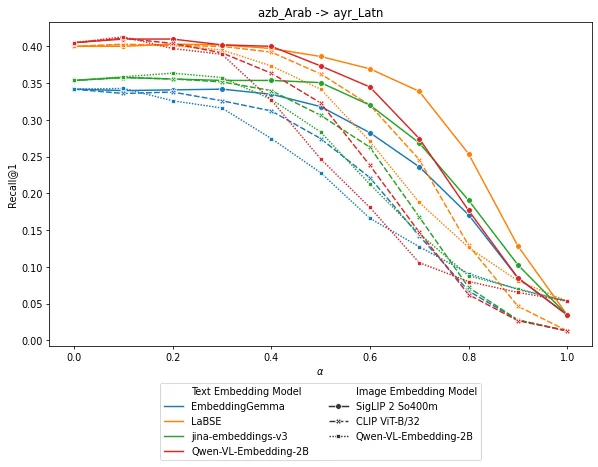 azb_Arab -> ayr_Latn
Recall@1
0.40
0.35
0.30
0.25
0.20
0.15
0.10
0.05
0.00
0.0 0.2 0.4 0.6 0.8 1.0
α
Text Embedding Model
EmbeddingGemma
LaBSE
jina-embeddings-v3
Qwen-VL-Embedding-2B
Image Embedding Model
SigLIP 2 So400m
CLIP ViT-B/32
Qwen-VL-Embedding-2B